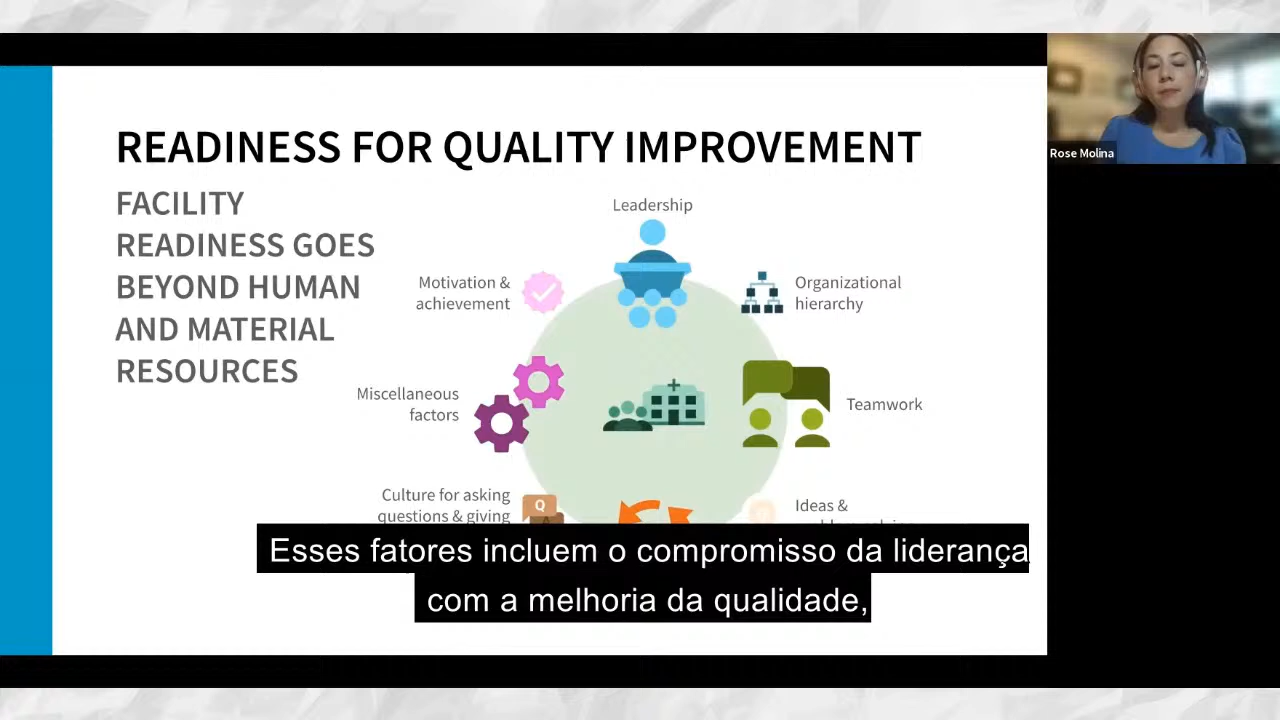 READINESS FOR QUALITY IMPROVEMENT
FACILITY
READINESS GOES
BEYOND HUMAN
AND MATERIAL
RESOURCES
Leadership
Motivation &
achievement
Organizational
hierarchy
Miscellaneous
factors
Teamwork
Culture for asking
questions & giving
Q
Ideas &
Esses fatores incluem o compromisso da liderança
com a melhoria da qualidade,
Rose Molina